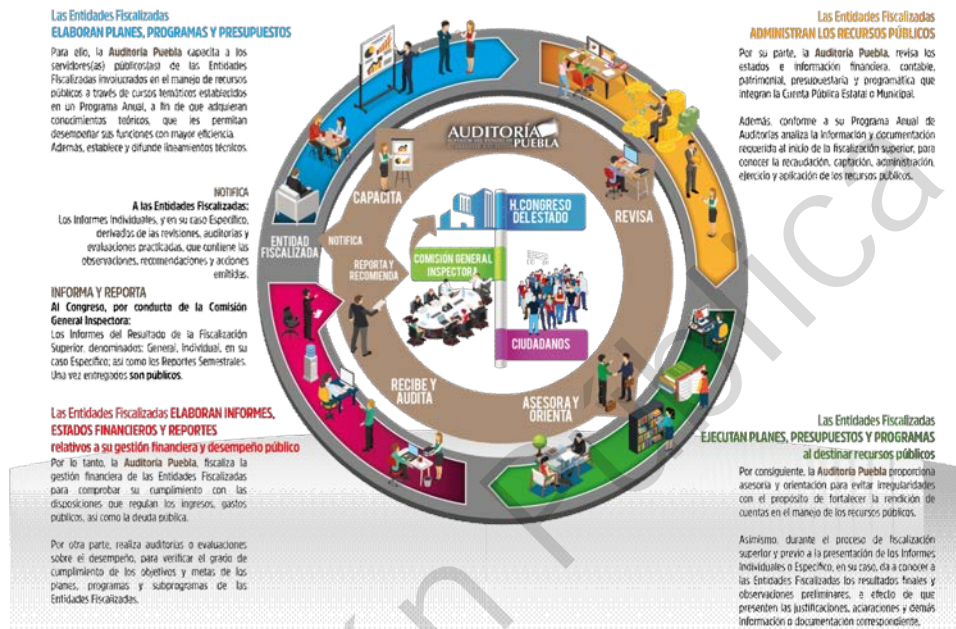 Las Entidades Fiscalizadas
ELABORAN PLANES, PROGRAMAS Y PRESUPUESTOS
Para ello, la Auditoría Puebla capacita a los
servidores(as) públicos(as) de las Entidades
Fiscalizadas involucrados en el manejo de recursos
públicos a través de cursos temáticos establecidos
en un Programa Anual, a fin de que adquieran
conocimientos teóricos, que les permitan
desempeñar sus funciones con mayor eficiencia.
Además, establece y difunde lineamientos técnicos.
NOTIFICA
A las Entidades Fiscalizadas:
Los Informes Individuales, y en su caso Específico,
derivados de las revisiones, auditorías y
evaluaciones practicadas, que contiene las
observaciones, recomendaciones y acciones
emitidas.
INFORMA Y REPORTA
Al Congreso, por conducto de la Comisión
General Inspectora:
Los Informes del Resultado de la Fiscalización
Superior, denominados: General, Individual, en su
caso Específico; así como los Reportes Semestrales.
Una vez entregados son públicos.
Las Entidades Fiscalizadas ELABORAN INFORMES,
ESTADOS FINANCIEROS Y REPORTES
relativos a su gestión financiera y desempeño público
Por lo tanto, la Auditoría Puebla, fiscaliza la
gestión financiera de las Entidades Fiscalizadas
para comprobar su cumplimiento con las
disposiciones que regulan los ingresos, gastos
públicos, así como la deuda pública.
Por otra parte, realiza auditorías o evaluaciones
sobre el desempeño, para verificar el grado de
cumplimiento de los objetivos y metas de los
planes, programas y subprogramas de las
Entidades Fiscalizadas.
AUDITORÍA
PUEBLA
CAPACITA
REVISA
H. CONGRESO
DEL ESTADO
ENTIDAD
FISCALIZADA
NOTIFICA
REPORTA Y
RECOMIENDA
COMISIÓN GENERAL
INSPECTORA
CIUDADANOS
RECIBE Y
AUDITA
ASESORA Y
ORIENTA
Las Entidades Fiscalizadas
ADMINISTRAN LOS RECURSOS PÚBLICOS
Por su parte, la Auditoría Puebla, revisa los
estados e información financiera, contable,
patrimonial, presupuestaria y programática que
integran la Cuenta Pública Estatal o Municipal.
Además, conforme a su Programa Anual de
Auditorías analiza la información y documentación
requerida al inicio de la fiscalización superior, para
conocer la recaudación, captación, administración,
ejercicio y aplicación de los recursos públicos.
Las Entidades Fiscalizadas
EJECUTAN PLANES, PRESUPUESTOS Y PROGRAMAS
al destinar recursos públicos
Por consiguiente, la Auditoría Puebla proporciona
asesoría y orientación para evitar irregularidades
con el propósito de fortalecer la rendición de
cuentas en el manejo de los recursos públicos.
Asimismo, durante el proceso de fiscalización
superior y previo a la presentación de los Informes
Individuales o Específico, en su caso, da a conocer a
las Entidades Fiscalizadas los resultados finales y
observaciones preliminares, a efecto de que
presenten las justificaciones, aclaraciones y demás
información o documentación correspondiente.
ón Pública